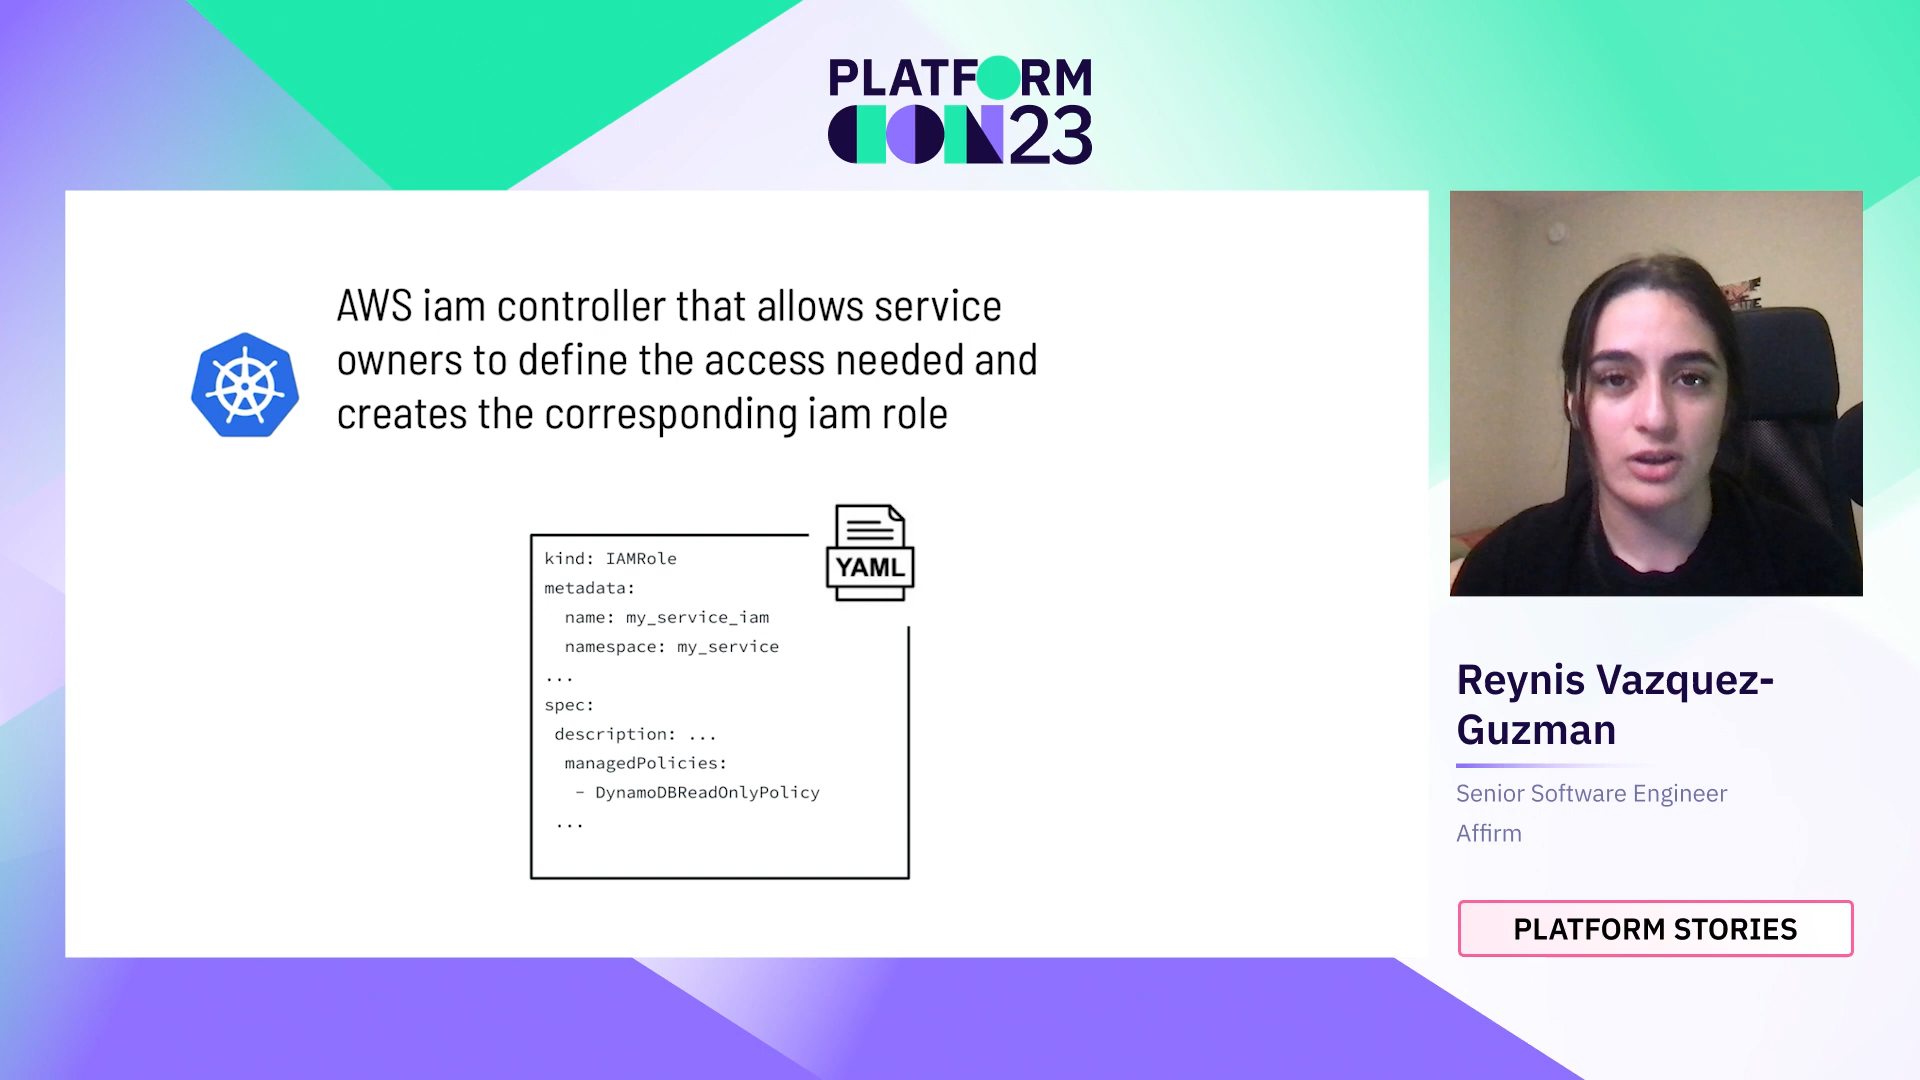 PLATFORM
CON23
AWS iam controller that allows service
owners to define the access needed and
creates the corresponding iam role
YAML
kind: IAMRole
metadata:
name: my_service_iam
namespace: my_service
...
spec:
description: ...
managedPolicies:
- DynamoDBReadOnlyPolicy
...
Reynis Vazquez-
Guzman
Senior Software Engineer
Affirm
PLATFORM STORIES